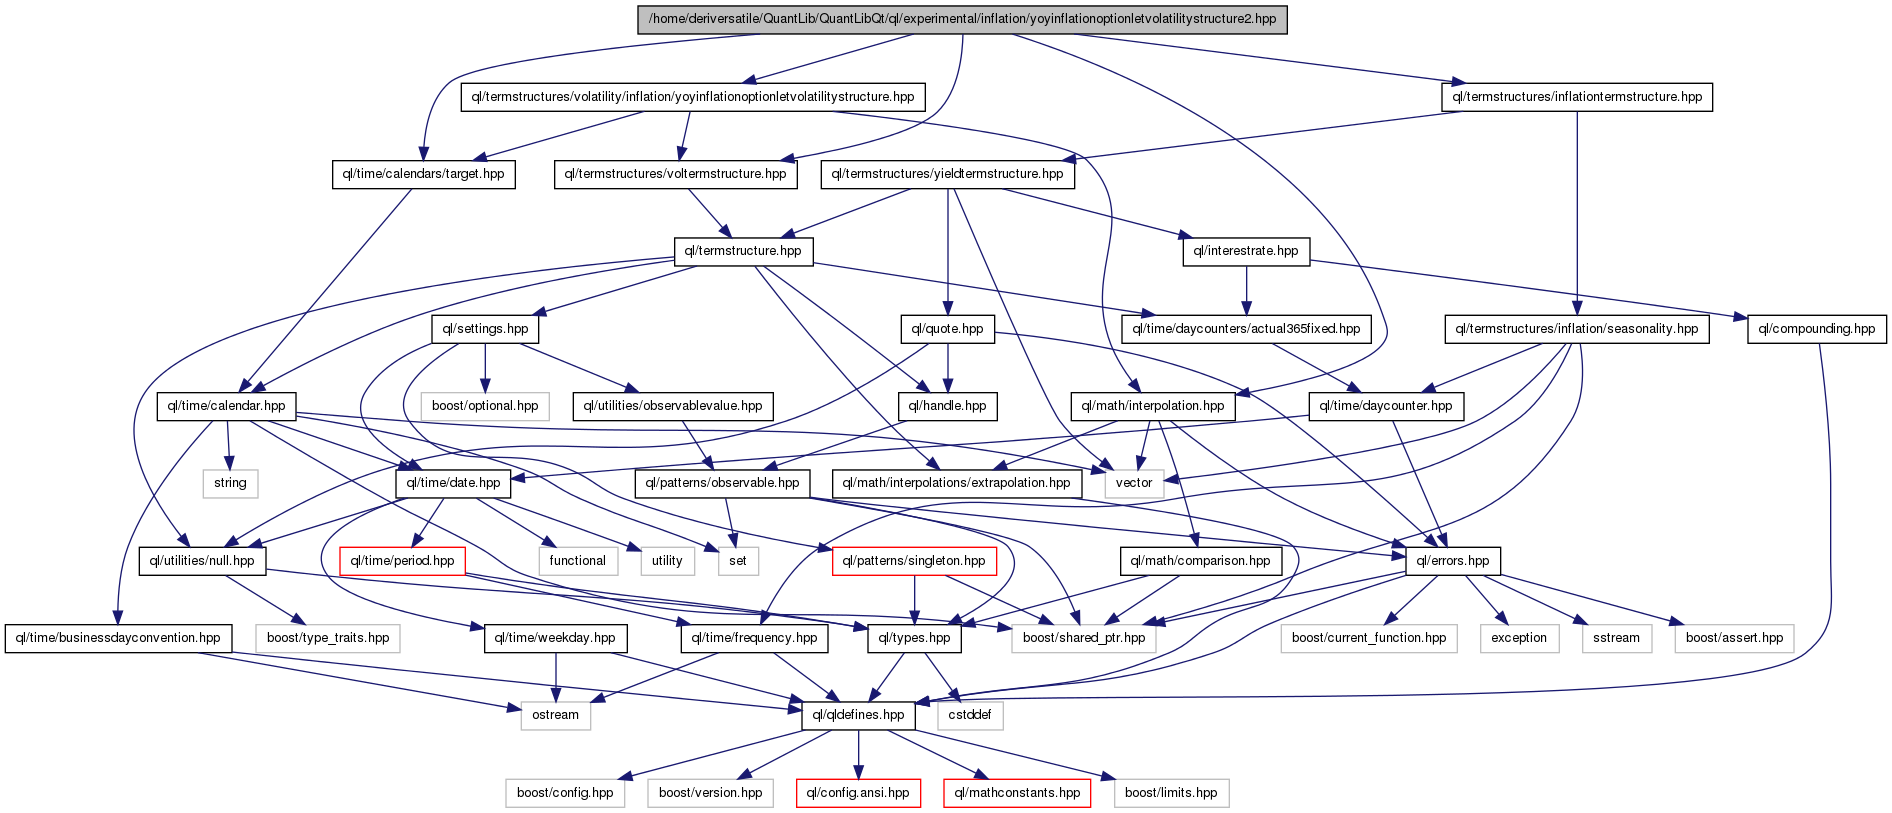 /home/deriversatile/QuantLib/QuantLibQt/ql/experimental/inflation/yoyinflationoptionletvolatilitystructure2.hpp
ql/termstructures/volatility/inflation/yoyinflationoptionletvolatilitystructure.hpp
ql/termstructures/inflationtermstructure.hpp
ql/time/calendars/target.hpp
ql/termstructures/voltermstructure.hpp
ql/termstructures/yieldtermstructure.hpp
ql/termstructure.hpp
ql/interestrate.hpp
ql/settings.hpp
ql/quote.hpp
ql/time/daycounters/actual365fixed.hpp
ql/termstructures/inflation/seasonality.hpp
ql/compounding.hpp
ql/time/calendar.hpp
boost/optional.hpp
ql/utilities/observablevalue.hpp
ql/handle.hpp
ql/math/interpolation.hpp
ql/time/daycounter.hpp
string
ql/time/date.hpp
ql/patterns/observable.hpp
ql/math/interpolations/extrapolation.hpp
vector
ql/utilities/null.hpp
ql/time/period.hpp
functional
utility
set
ql/patterns/singleton.hpp
ql/math/comparison.hpp
ql/errors.hpp
ql/time/businessdayconvention.hpp
boost/type_traits.hpp
ql/time/weekday.hpp
ql/time/frequency.hpp
ql/types.hpp
boost/shared_ptr.hpp
boost/current_function.hpp
exception
sstream
boost/assert.hpp
ostream
ql/qldefines.hpp
cstddef
boost/config.hpp
boost/version.hpp
ql/config.ansi.hpp
ql/mathconstants.hpp
boost/limits.hpp